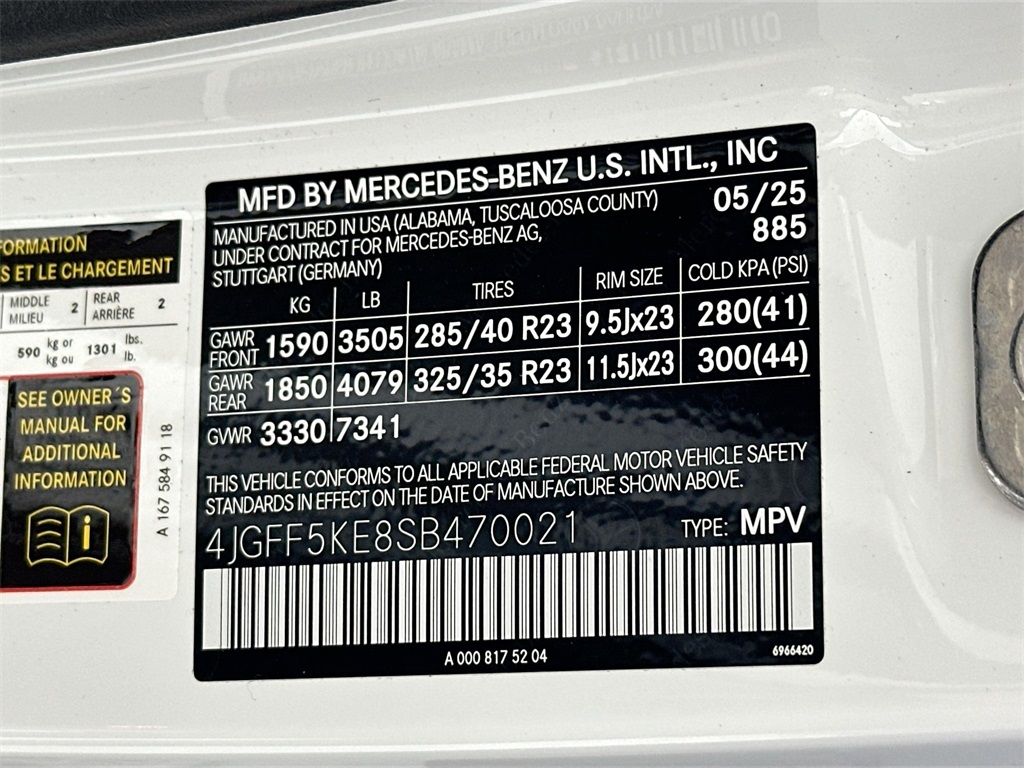 MFD BY MERCEDES-BENZ U.S. INTL., INC
MANUFACTURED IN USA (ALABAMA, TUSCALOOSA COUNTY) 05/25
UNDER CONTRACT FOR MERCEDES-BENZ AG, 885
STUTTGART (GERMANY)
KG LB TIRES RIM SIZE COLD KPA (PSI)
GAWR FRONT 1590 3505 285/40 R23 9.5Jx23 280(41)
GAWR REAR 1850 4079 325/35 R23 11.5Jx23 300(44)
GVWR 3330 7341
THIS VEHICLE CONFORMS TO ALL APPLICABLE FEDERAL MOTOR VEHICLE SAFETY
STANDARDS IN EFFECT ON THE DATE OF MANUFACTURE SHOWN ABOVE.
4JGFF5KE8SB470021 TYPE: MPV
A 000 817 52 04 6966420
S ET LE CHARGEMENT
MIDDLE 2 REAR 2
MILIEU ARRIÈRE
590 kg or 1301 lbs.
kg ou lb.
SEE OWNER´S
MANUAL FOR
ADDITIONAL
INFORMATION
A 167 584 91 18